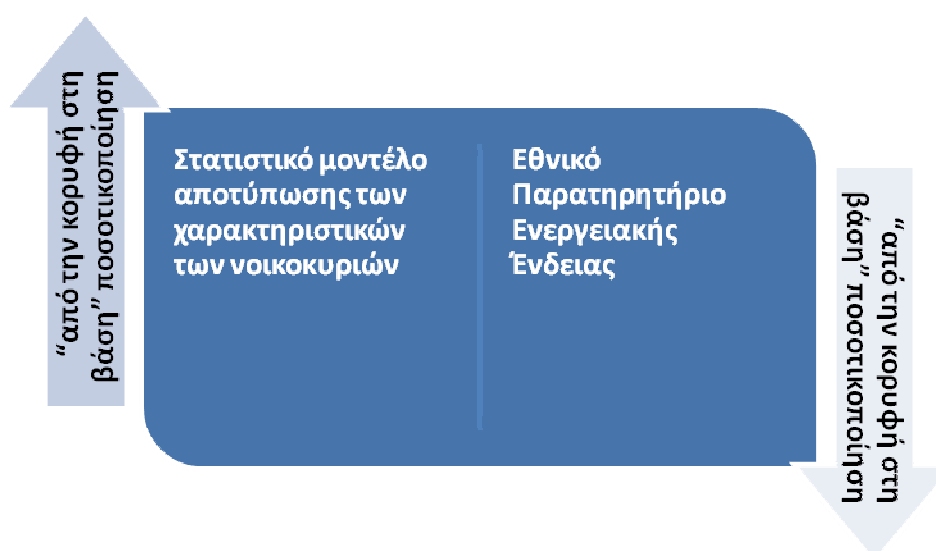 “από την κορυφή στη
βάση” ποσοτικοποίηση
Στατιστικό μοντέλο
αποτύπωσης των
χαρακτηριστικών
των νοικοκυριών
Εθνικό
Παρατηρητήριο
Ενεργειακής
Ένδειας
“από την κορυφή στη
βάση” ποσοτικοποίηση